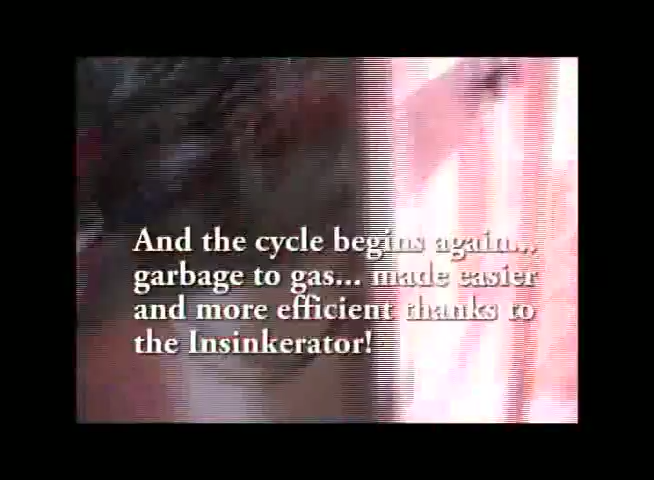 And the cycle begins again...
garbage to gas... made easier
and more efficient thanks to
the Insinkerator!